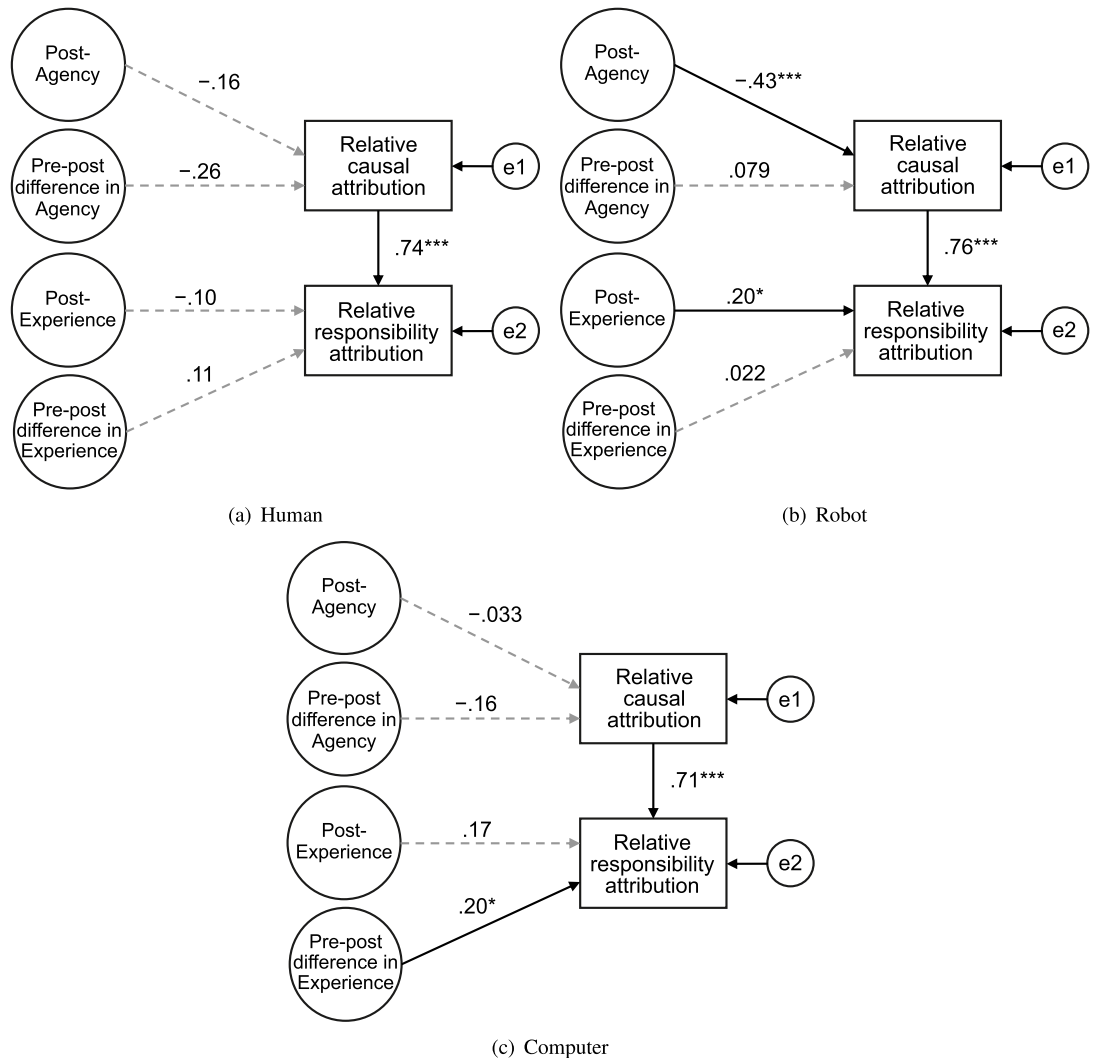 Post-
Agency
−.16
Pre-post
difference in
Agency
−.26
Relative
causal
attribution
e1
.74***
Post-
Experience
−.10
Relative
responsibility
attribution
e2
.11
Pre-post
difference in
Experience
(a) Human
Post-
Agency
−.43***
Pre-post
difference in
Agency
.079
Relative
causal
attribution
e1
.76***
Post-
Experience
.20*
Relative
responsibility
attribution
e2
.022
Pre-post
difference in
Experience
(b) Robot
Post-
Agency
−.033
Pre-post
difference in
Agency
−.16
Relative
causal
attribution
e1
.71***
Post-
Experience
.17
Relative
responsibility
attribution
e2
.20*
Pre-post
difference in
Experience
(c) Computer